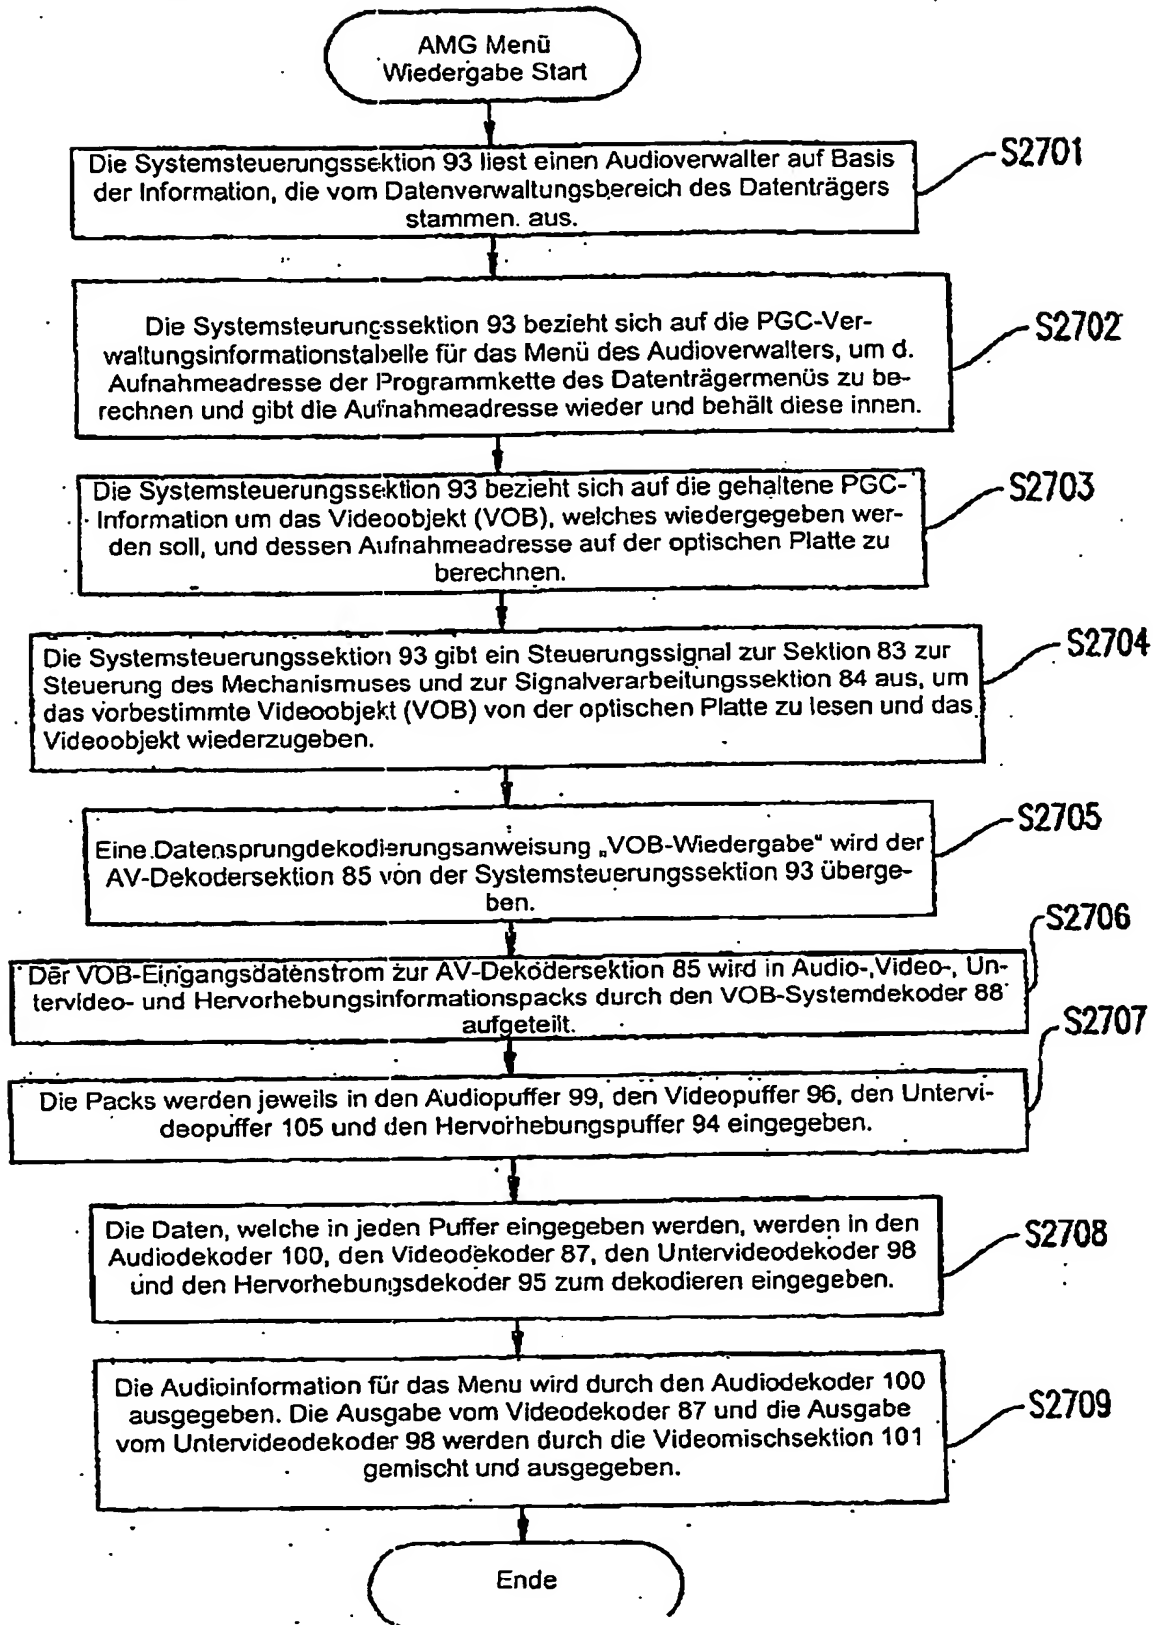 AMG Menü
Wiedergabe Start
Die Systemsteuerungssektion 93 liest einen Audioverwalter auf Basis
der Information, die vom Datenverwaltungsbereich des Datenträgers
stammen. aus.
S2701
Die Systemsteurungssektion 93 bezieht sich auf die PGC-Ver-
waltungsinformationstabelle für das Menü des Audioverwalters, um d.
Aufnahmeadresse der Programmkette des Datenträgermenüs zu be-
rechnen und gibt die Aufnahmeadresse wieder und behält diese innen.
S2702
Die Systemsteuerungssektion 93 bezieht sich auf die gehaltene PGC-
Information um das Videoobjekt (VOB), welches wiedergegeben wer-
den soll, und dessen Aufnahmeadresse auf der optischen Platte zu
berechnen.
S2703
Die Systemsteuerungssektion 93 gibt ein Steuerungssignal zur Sektion 83 zur
Steuerung des Mechanismuses und zur Signalverarbeitungssektion 84 aus, um
das vorbestimmte Videoobjekt (VOB) von der optischen Platte zu lesen und das
Videoobjekt wiederzugeben.
S2704
Eine Datensprungdekodierungsanweisung „VOB-Wiedergabe“ wird der
AV-Dekodersektion 85 von der Systemsteuerungssektion 93 überge-
ben.
S2705
Der VOB-Eingangsdatenstrom zur AV-Dekodersektion 85 wird in Audio-,Video-, Un-
tervideo- und Hervorhebungsinformationspacks durch den VOB-Systemdekoder 88
aufgeteilt.
S2706
Die Packs werden jeweils in den Audiopuffer 99, den Videopuffer 96, den Untervi-
deopuffer 105 und den Hervorhebungspuffer 94 eingegeben.
S2707
Die Daten, welche in jeden Puffer eingegeben werden, werden in den
Audiodekoder 100, den Videodekoder 87, den Untervideodekoder 98
und den Hervorhebungsdekoder 95 zum dekodieren eingegeben.
S2708
Die Audioinformation für das Menu wird durch den Audiodekoder 100
ausgegeben. Die Ausgabe vom Videodekoder 87 und die Ausgabe
vom Untervideodekoder 98 werden durch die Videomischsektion 101
gemischt und ausgegeben.
S2709
Ende